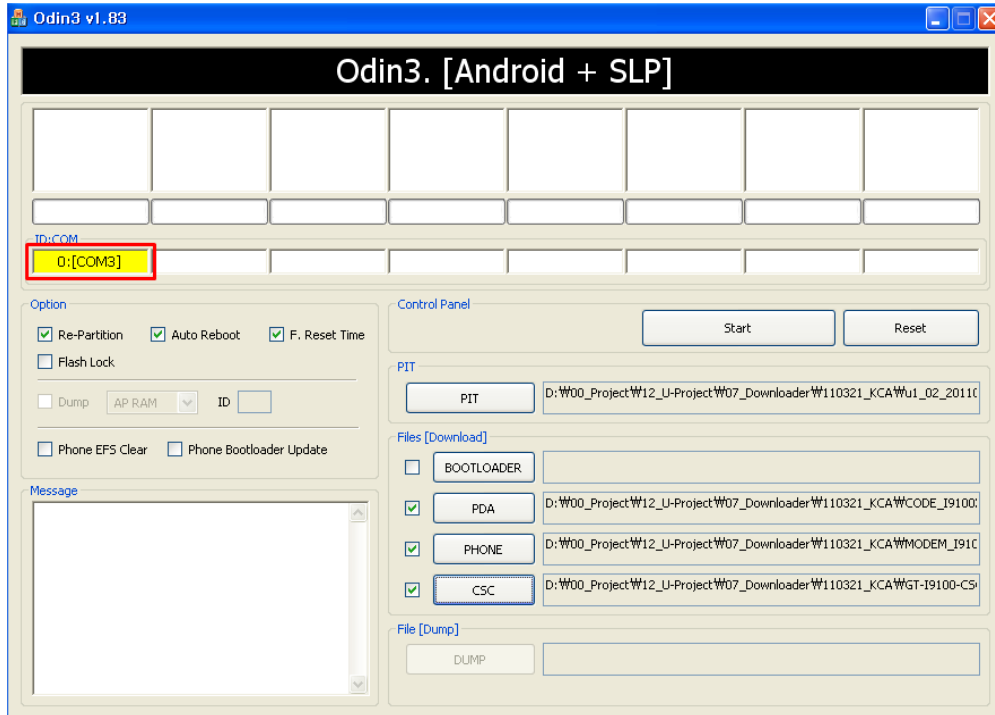 Odin3 v1.83
Odin3. [Android + SLP]
ID:COM
0:[COM3]
Option
Re-Partition Auto Reboot F. Reset Time
Flash Lock
Dump AP RAM ID
Phone EFS Clear Phone Bootloader Update
Message
Control Panel
Start Reset
PIT
PIT D:₩00_Project₩12_U-Project₩07_Downloader₩110321_KCA₩u1_02_20110
Files [Download]
BOOTLOADER
PDA D:₩00_Project₩12_U-Project₩07_Downloader₩110321_KCA₩CODE_I9100
PHONE D:₩00_Project₩12_U-Project₩07_Downloader₩110321_KCA₩MODEM_I910
CSC D:₩00_Project₩12_U-Project₩07_Downloader₩110321_KCA₩GT-I9100-CS
File [Dump]
DUMP